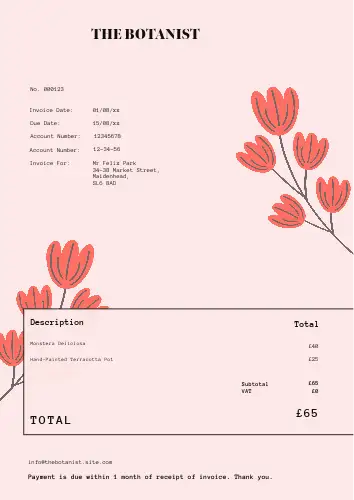 THE BOTANIST
No. 000123
Invoice Date: 01/08/xx
Due Date: 15/08/xx
Account Number: 12345678
Account Number: 12-34-56
Invoice For: Mr Felix Park
34-38 Market Street,
Maidenhead,
SL6 8AD
Description Total
Monstera Deliciosa £40
Hand-Painted Terracotta Pot £25
Subtotal £65
VAT £0
TOTAL £65
info@thebotanist.site.com
Payment is due within 1 month of receipt of invoice. Thank you.